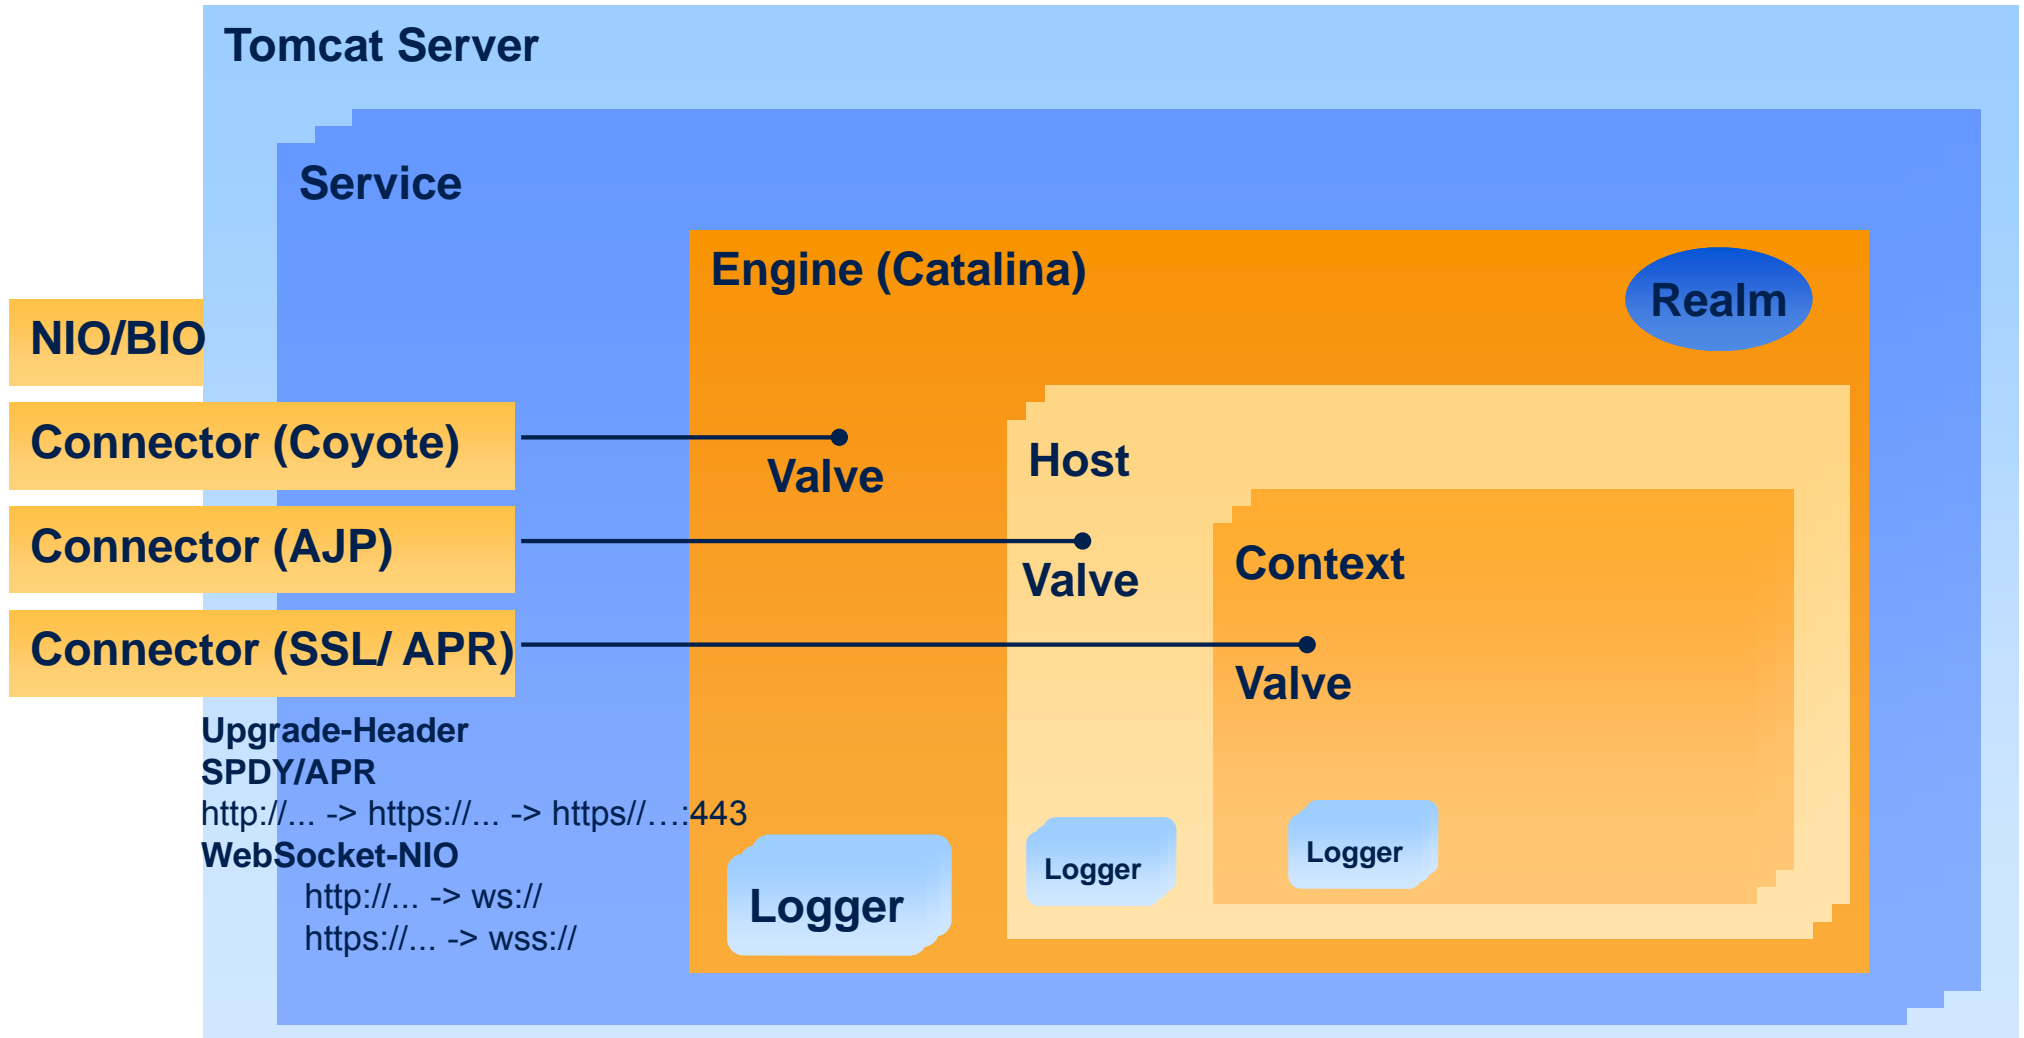 Tomcat Server
Service
Engine (Catalina)
Realm
NIO/BIO
Connector (Coyote)
Valve
Host
Connector (AJP)
Valve
Context
Connector (SSL/ APR)
Valve
Upgrade-Header
SPDY/APR
http://... -> https://... -> https//…:443
WebSocket-NIO
http://... -> ws://
https://... -> wss://
Logger
Logger
Logger